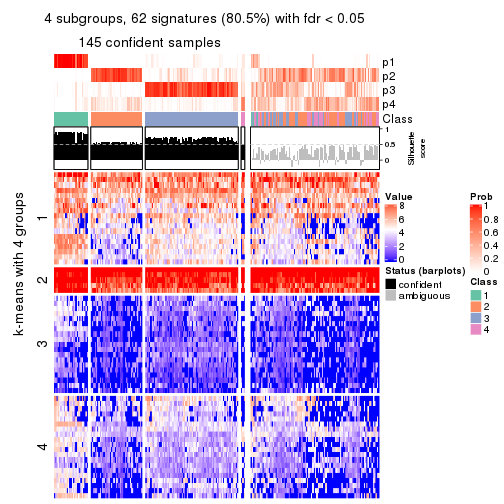 4 subgroups, 62 signatures (80.5%) with fdr < 0.05
145 confident samples
p1
p2
p3
p4
Class
1
0.5
0
Silhouette
score
k-means with 4 groups
1
2
3
4
Value
8
6
4
2
0
Status (barplots)
confident
ambiguous
Prob
1
0.8
0.6
0.4
0.2
0
Class
1
2
3
4